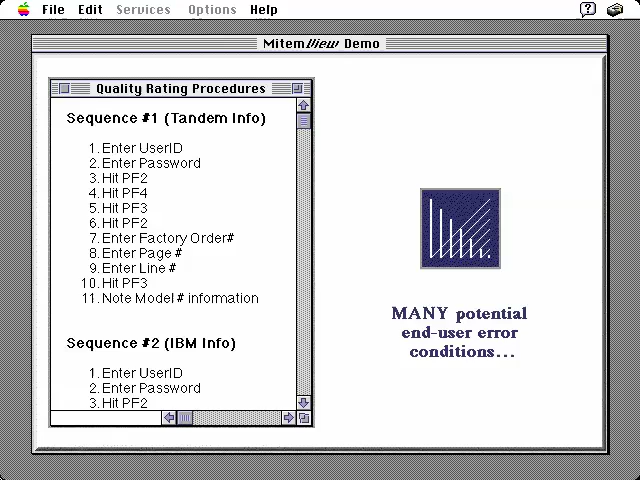 File Edit Services Options Help
MitemView Demo
Quality Rating Procedures
Sequence #1 (Tandem Info)
1. Enter UserID
2. Enter Password
3. Hit PF2
4. Hit PF4
5. Hit PF3
6. Hit PF2
7. Enter Factory Order#
8. Enter Page #
9. Enter Line #
10. Hit PF3
11. Note Model # information
Sequence #2 (IBM Info)
1. Enter UserID
2. Enter Password
3. Hit PF2
MANY potential
end-user error
conditions...